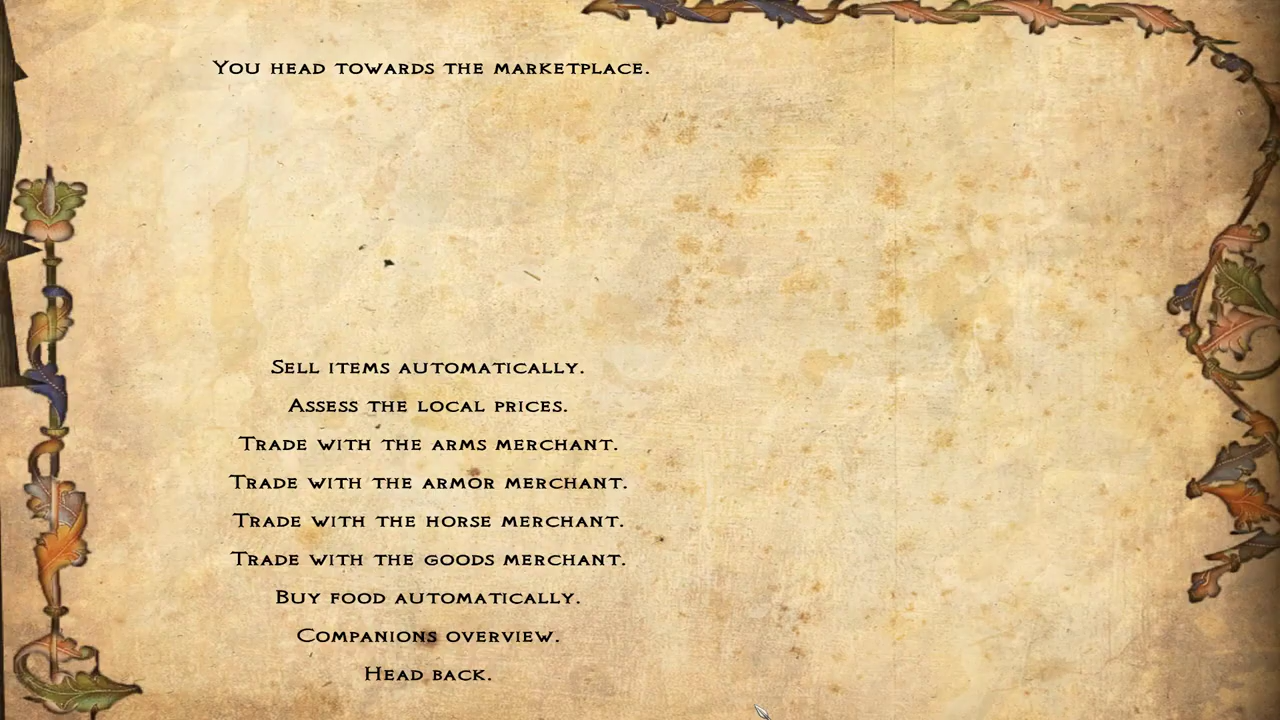 You head towards the marketplace.
Sell items automatically.
Assess the local prices.
Trade with the arms merchant.
Trade with the armor merchant.
Trade with the horse merchant.
Trade with the goods merchant.
Buy food automatically.
Companions overview.
Head back.